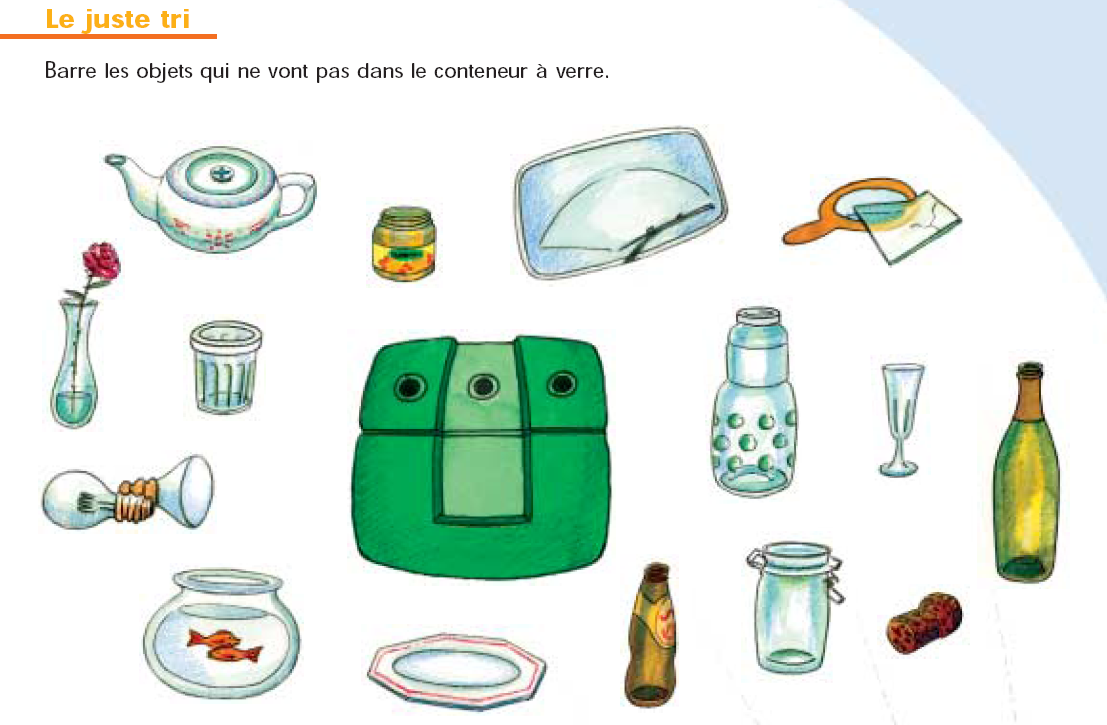 Le juste tri
Barre les objets qui ne vont pas dans le conteneur à verre.